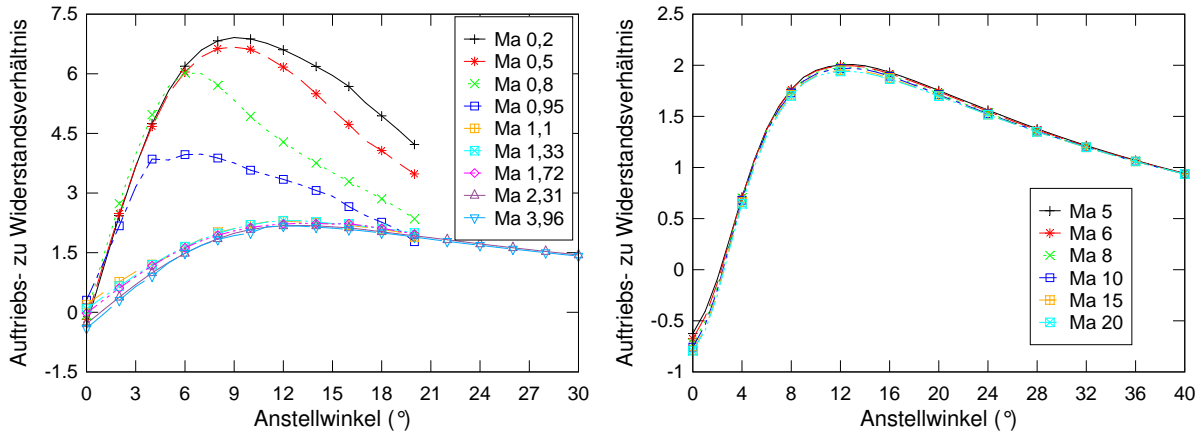 Auftriebs- zu Widerstandsverhältnis
7.5
6
4.5
3
1.5
0
-1.5
0 3 6 9 12 15 18 21 24 27 30
Anstellwinkel (°)
Ma 0,2
Ma 0,5
Ma 0,8
Ma 0,95
Ma 1,1
Ma 1,33
Ma 1,72
Ma 2,31
Ma 3,96
Auftriebs- zu Widerstandsverhältnis
2.5
2
1.5
1
0.5
0
-0.5
-1
0 4 8 12 16 20 24 28 32 36 40
Anstellwinkel (°)
Ma 5
Ma 6
Ma 8
Ma 10
Ma 15
Ma 20